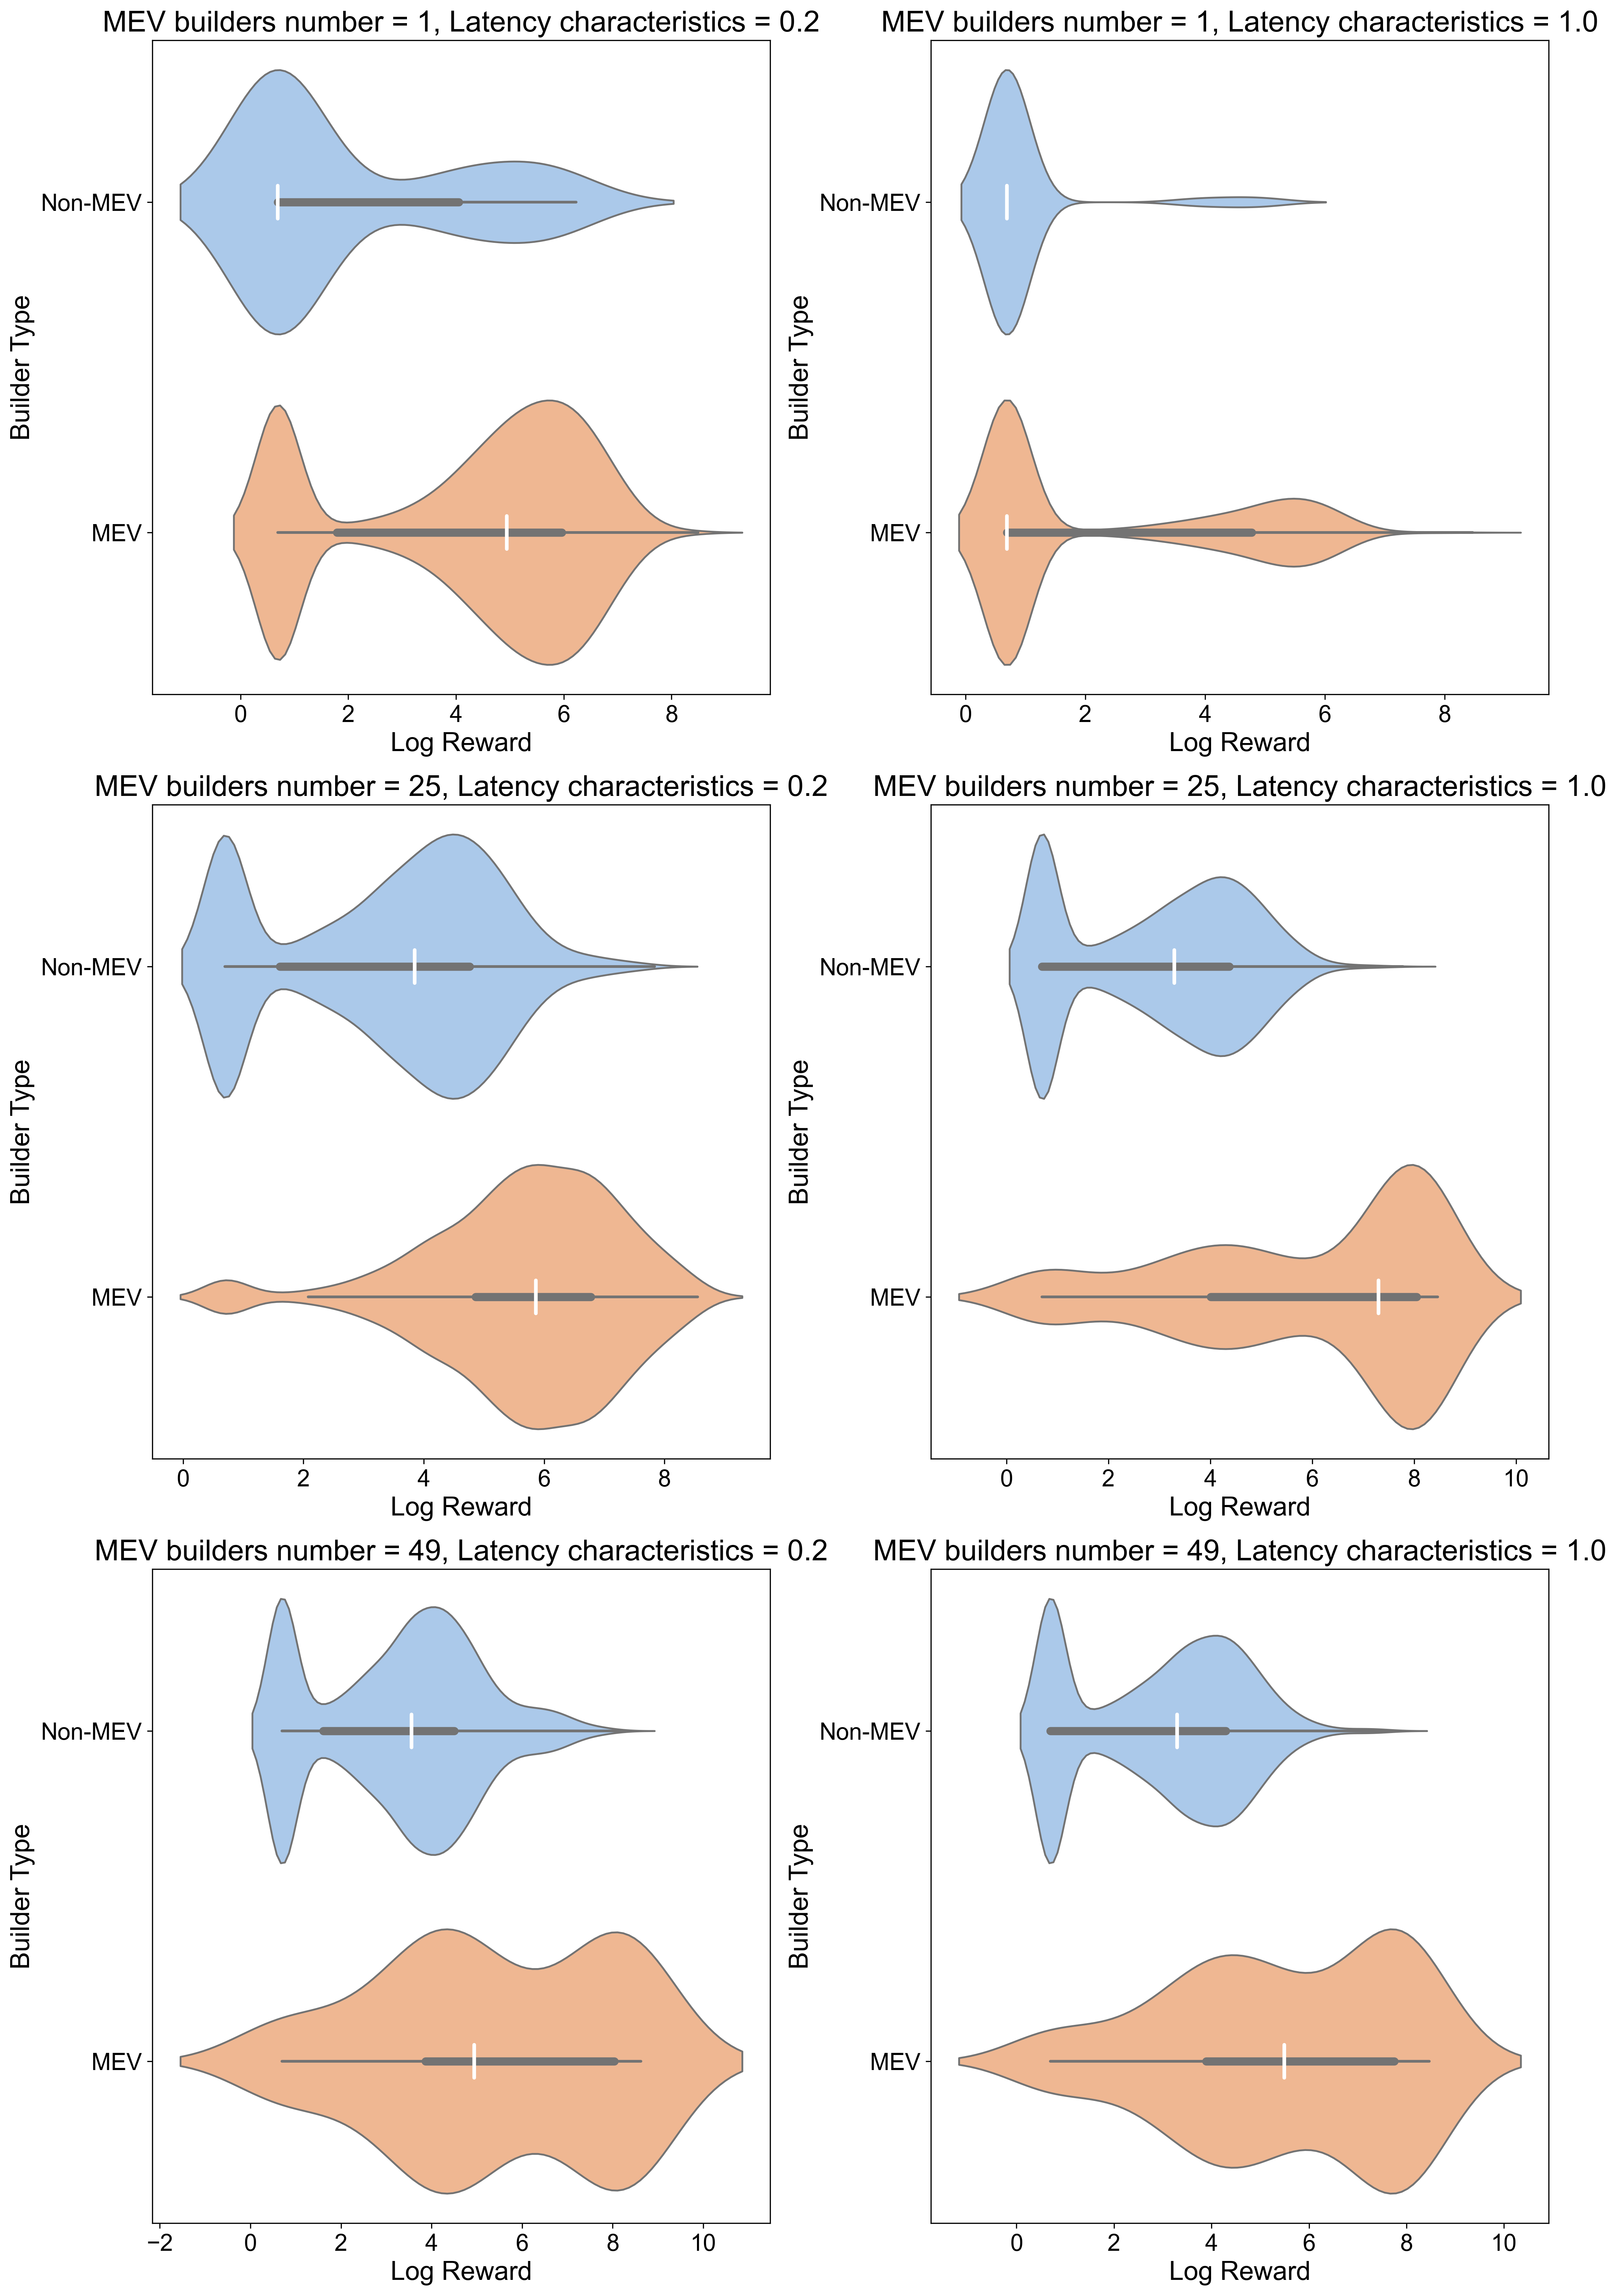 MEV builders number = 1, Latency characteristics = 0.2
Builder Type
Non-MEV
MEV
0 2 4 6 8
Log Reward
MEV builders number = 1, Latency characteristics = 1.0
Builder Type
Non-MEV
MEV
0 2 4 6 8
Log Reward
MEV builders number = 25, Latency characteristics = 0.2
Builder Type
Non-MEV
MEV
0 2 4 6 8
Log Reward
MEV builders number = 25, Latency characteristics = 1.0
Builder Type
Non-MEV
MEV
0 2 4 6 8 10
Log Reward
MEV builders number = 49, Latency characteristics = 0.2
Builder Type
Non-MEV
MEV
−2 0 2 4 6 8 10
Log Reward
MEV builders number = 49, Latency characteristics = 1.0
Builder Type
Non-MEV
MEV
0 2 4 6 8 10
Log Reward